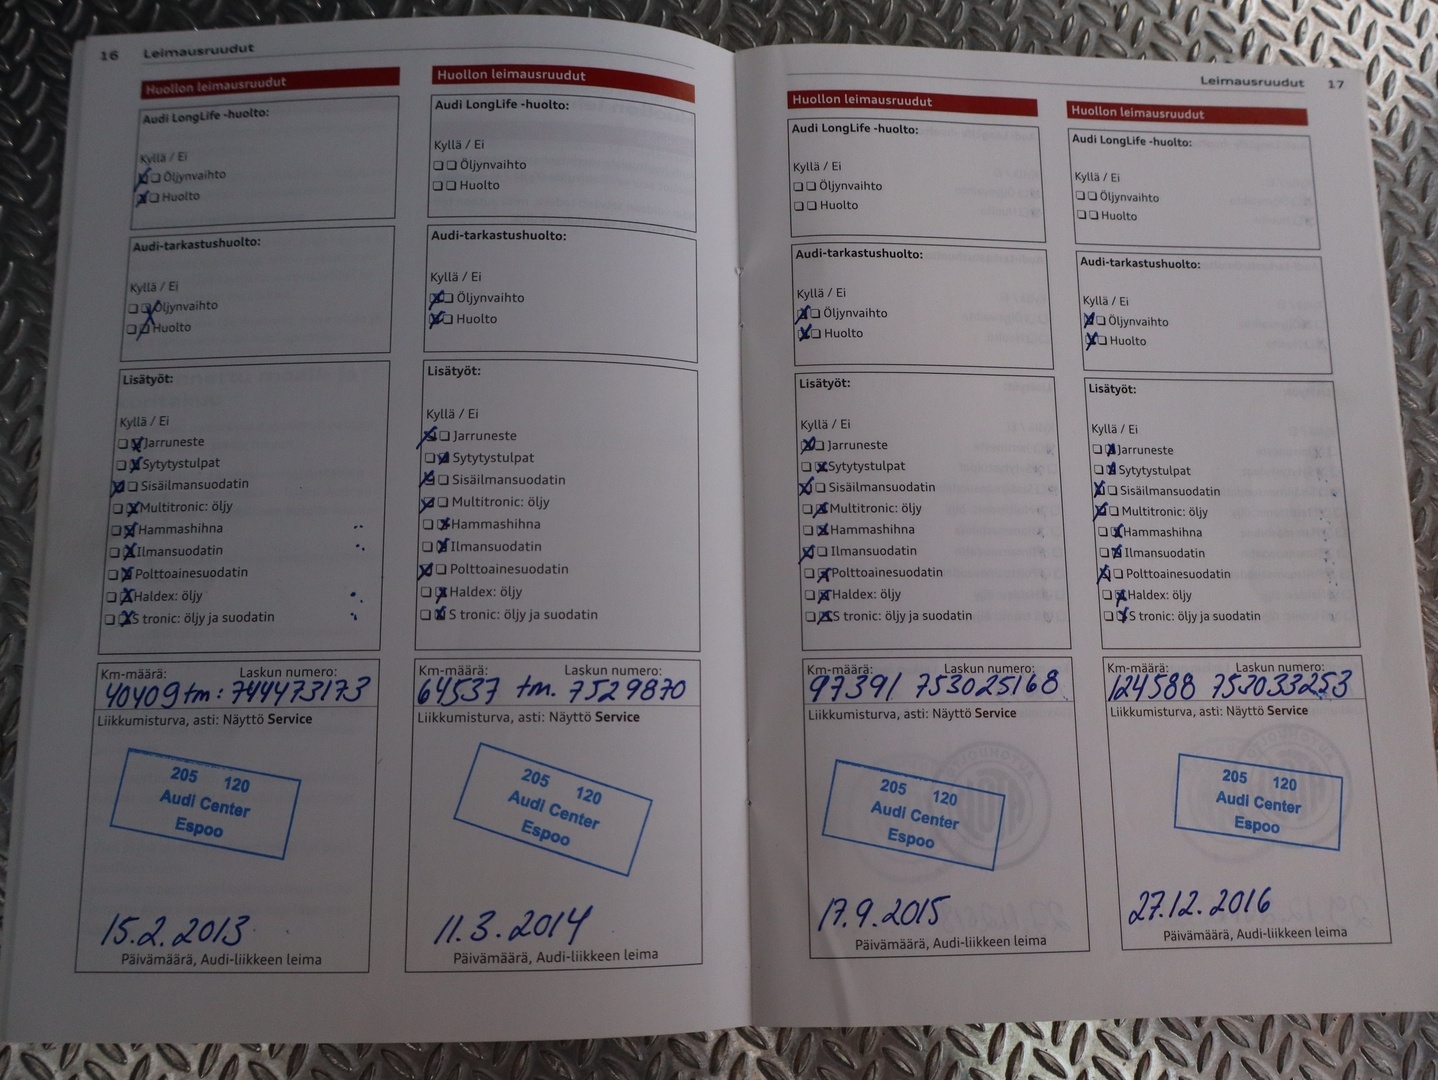 16 Leimausruudut
Huollon leimausruudut
Audi LongLife -huolto:
Kyllä / Ei
Öljynvaihto
Huolto
Audi-tarkastushuolto:
Kyllä / Ei
Öljynvaihto
Huolto
Lisätyöt:
Kyllä / Ei
Jarruneste
Sytytystulpat
Sisäilmansuodatin
Multitronic: öljy
Hammashihna
Ilmansuodatin
Polttoainesuodatin
Haldex: öljy
S tronic: öljy ja suodatin
Km-määrä: Laskun numero:
40409 tm: 744473173
Liikkumisturva, asti: Näyttö Service
205 120
Audi Center
Espoo
15.2.2013
Päivämäärä, Audi-liikkeen leima
Huollon leimausruudut
Audi LongLife -huolto:
Kyllä / Ei
Öljynvaihto
Huolto
Audi-tarkastushuolto:
Kyllä / Ei
Öljynvaihto
Huolto
Lisätyöt:
Kyllä / Ei
Jarruneste
Sytytystulpat
Sisäilmansuodatin
Multitronic: öljy
Hammashihna
Ilmansuodatin
Polttoainesuodatin
Haldex: öljy
S tronic: öljy ja suodatin
Km-määrä: Laskun numero:
64537 tm. 7529870
Liikkumisturva, asti: Näyttö Service
205 120
Audi Center
Espoo
11.3.2014
Päivämäärä, Audi-liikkeen leima
Leimausruudut 17
Huollon leimausruudut
Audi LongLife -huolto:
Kyllä / Ei
Öljynvaihto
Huolto
Audi-tarkastushuolto:
Kyllä / Ei
Öljynvaihto
Huolto
Lisätyöt:
Kyllä / Ei
Jarruneste
Sytytystulpat
Sisäilmansuodatin
Multitronic: öljy
Hammashihna
Ilmansuodatin
Polttoainesuodatin
Haldex: öljy
S tronic: öljy ja suodatin
Km-määrä: Laskun numero:
97391 753025168
Liikkumisturva, asti: Näyttö Service
205 120
Audi Center
Espoo
17.9.2015
Päivämäärä, Audi-liikkeen leima
Huollon leimausruudut
Audi LongLife -huolto:
Kyllä / Ei
Öljynvaihto
Huolto
Audi-tarkastushuolto:
Kyllä / Ei
Öljynvaihto
Huolto
Lisätyöt:
Kyllä / Ei
Jarruneste
Sytytystulpat
Sisäilmansuodatin
Multitronic: öljy
Hammashihna
Ilmansuodatin
Polttoainesuodatin
Haldex: öljy
S tronic: öljy ja suodatin
Km-määrä: Laskun numero:
124588 753033253
Liikkumisturva, asti: Näyttö Service
205 120
Audi Center
Espoo
27.12.2016
Päivämäärä, Audi-liikkeen leima